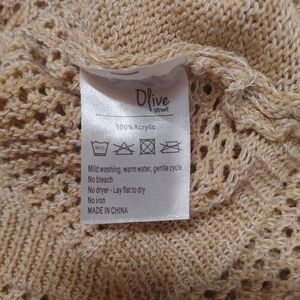 Olive
street
100% Acrylic
Mild washing, warm water, gentle cycle
No bleach
No dryer - Lay flat to dry
No iron
MADE IN CHINA